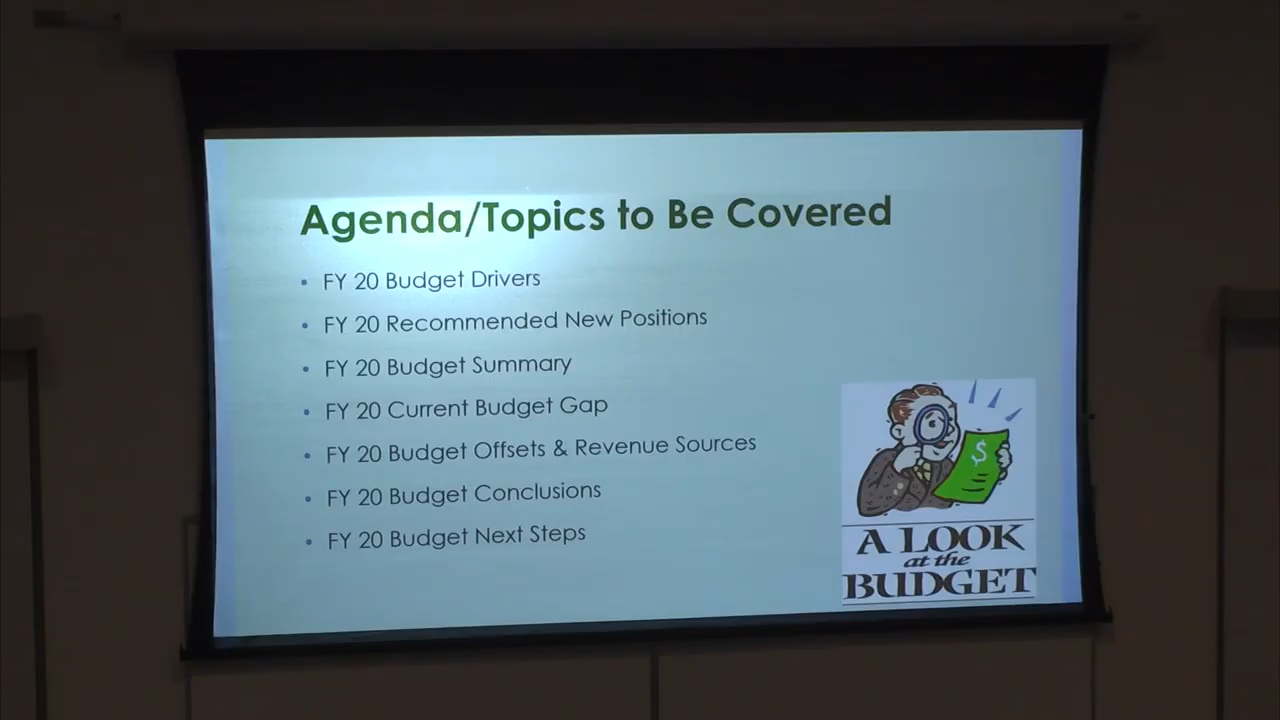 Agenda/Topics to Be Covered
• FY 20 Budget Drivers
• FY 20 Recommended New Positions
• FY 20 Budget Summary
• FY 20 Current Budget Gap
• FY 20 Budget Offsets & Revenue Sources
• FY 20 Budget Conclusions
• FY 20 Budget Next Steps
$
A LOOK
at the
BUDGET